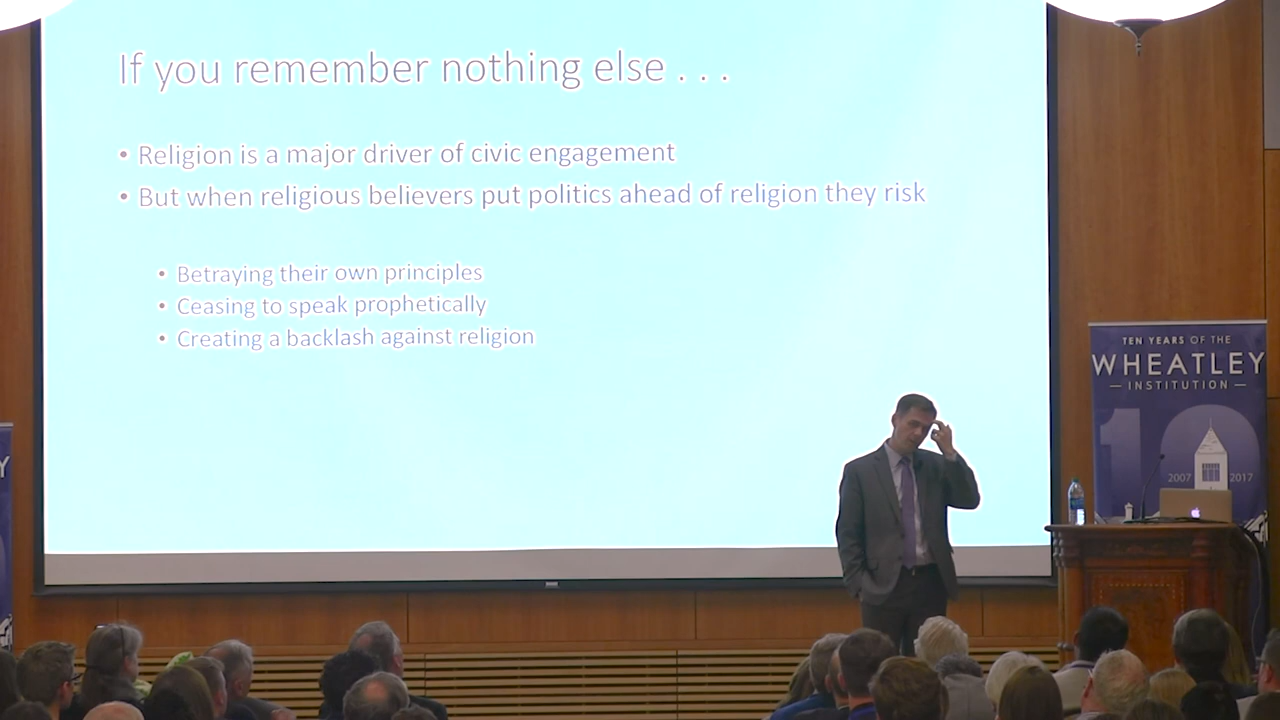 If you remember nothing else . . .
• Religion is a major driver of civic engagement
• But when religious believers put politics ahead of religion they risk
• Betraying their own principles
• Ceasing to speak prophetically
• Creating a backlash against religion
TEN YEARS OF THE
WHEATLEY
— INSTITUTION —
10
2007 2017
Y